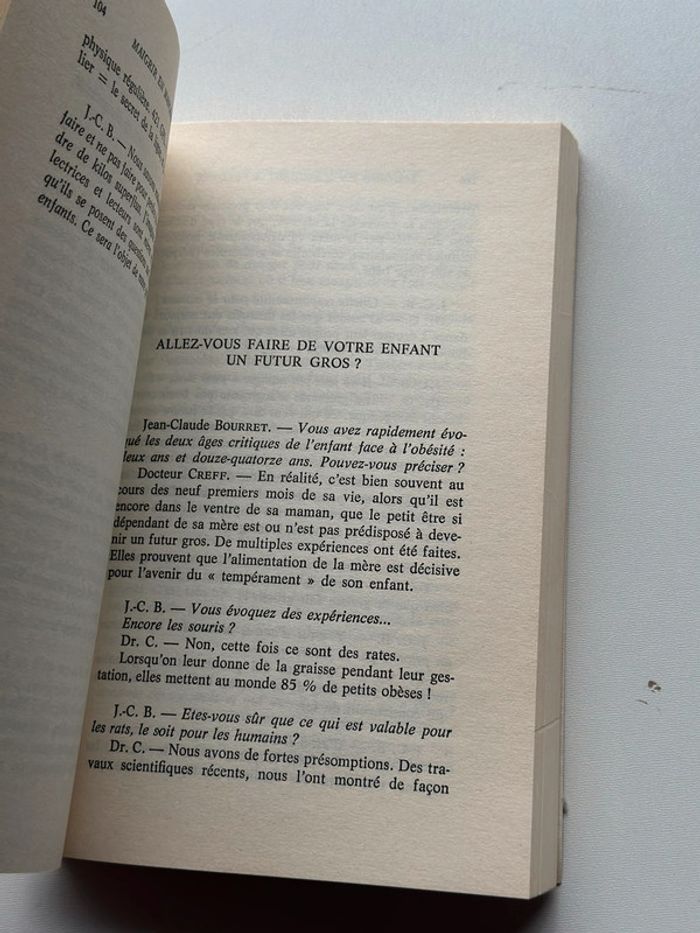 104
MAIGRIR EN
physique régulière.
lier = le secret de la
J.-C. B. — Nous
faire et ne pas faire pour
dre de kilos superflus.
lectrices et lecteurs sont
qu'ils se posent des questions
enfants. Ce sera l'objet de
ALLEZ-VOUS FAIRE DE VOTRE ENFANT
UN FUTUR GROS ?
Jean-Claude BOURRET. — Vous avez rapidement évo-
qué les deux âges critiques de l'enfant face à l'obésité :
deux ans et douze-quatorze ans. Pouvez-vous préciser ?
Docteur CREFF. — En réalité, c'est bien souvent au
cours des neuf premiers mois de sa vie, alors qu'il est
encore dans le ventre de sa maman, que le petit être si
dépendant de sa mère est ou n'est pas prédisposé à deve-
nir un futur gros. De multiples expériences ont été faites.
Elles prouvent que l'alimentation de la mère est décisive
pour l'avenir du « tempérament » de son enfant.
J.-C. B. — Vous évoquez des expériences...
Encore les souris ?
Dr. C. — Non, cette fois ce sont des rates.
Lorsqu'on leur donne de la graisse pendant leur ges-
tation, elles mettent au monde 85 % de petits obèses !
J.-C. B. — Etes-vous sûr que ce qui est valable pour
les rats, le soit pour les humains ?
Dr. C. — Nous avons de fortes présomptions. Des tra-
vaux scientifiques récents, nous l'ont montré de façon